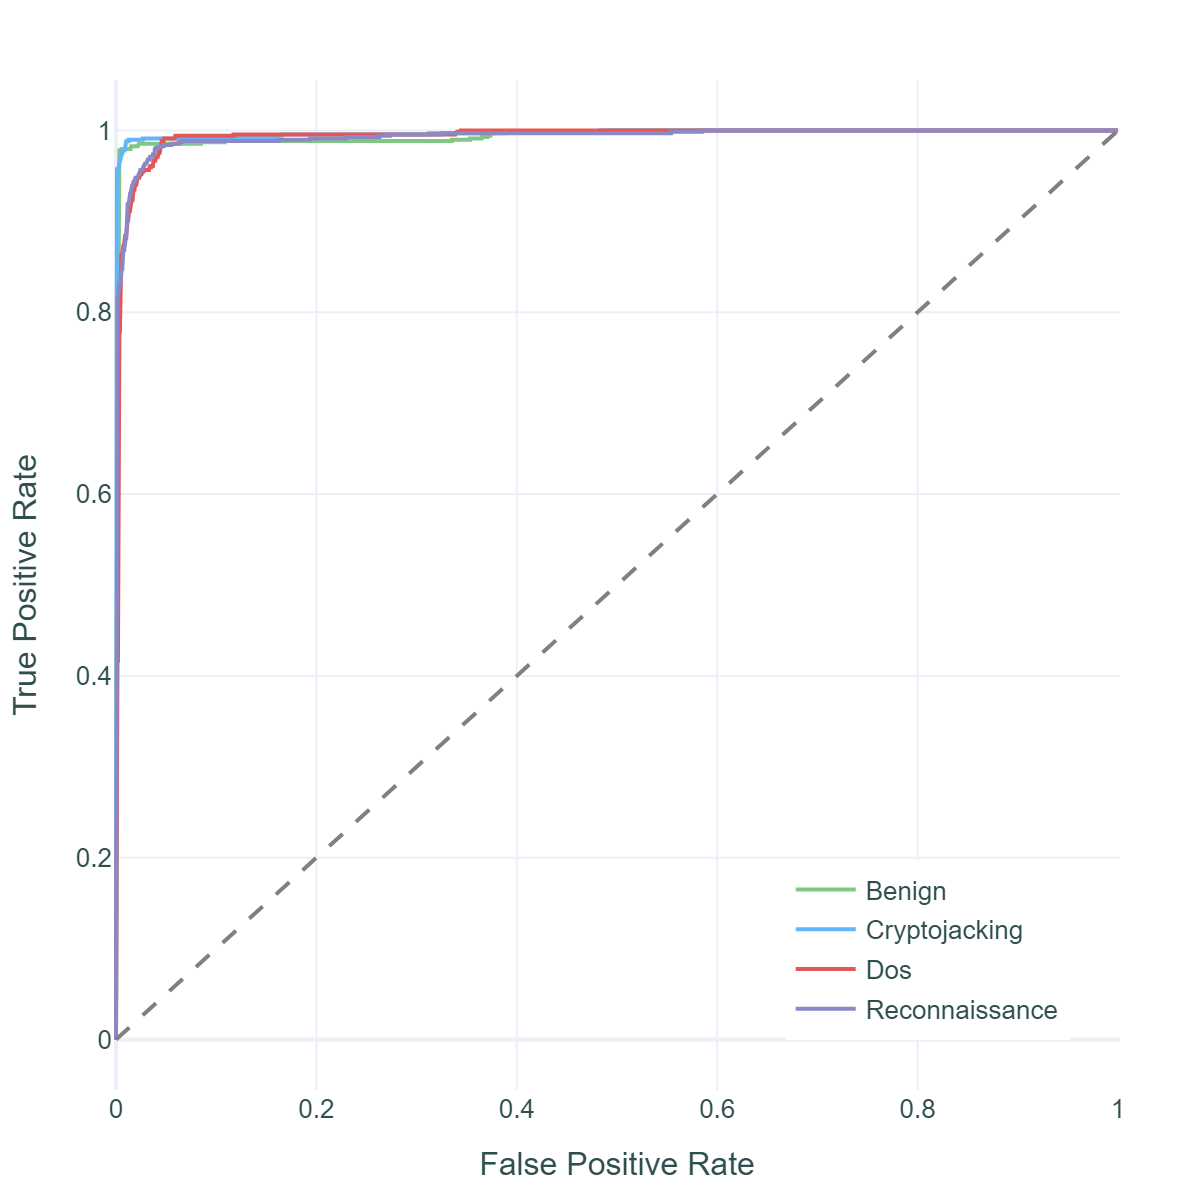 1
0.8
0.6
0.4
0.2
0
0
0.2
0.4
0.6
0.8
1
True Positive Rate
False Positive Rate
Benign
Cryptojacking
Dos
Reconnaissance